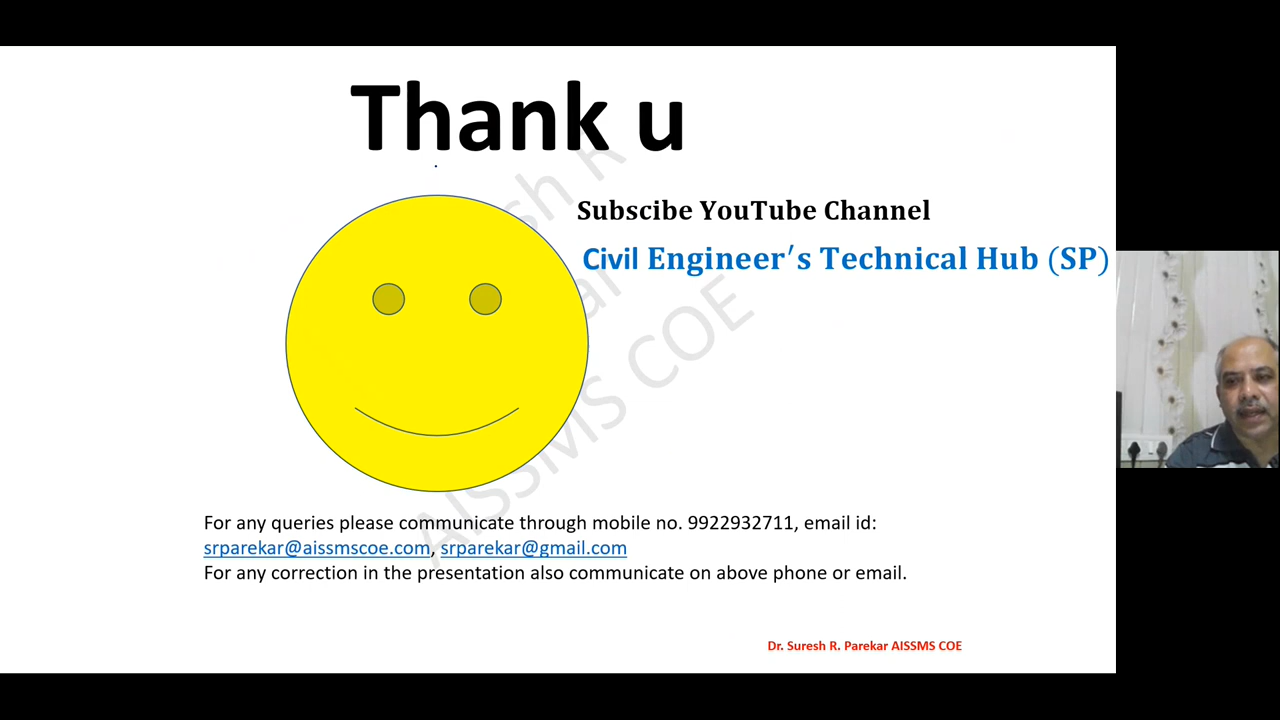 Thank u
Subscibe YouTube Channel
Civil Engineer's Technical Hub (SP)
AISSMS COE
For any queries please communicate through mobile no. 9922932711, email id:
srparekar@aissmscoe.com, srparekar@gmail.com
For any correction in the presentation also communicate on above phone or email.
Dr. Suresh R. Parekar AISSMS COE